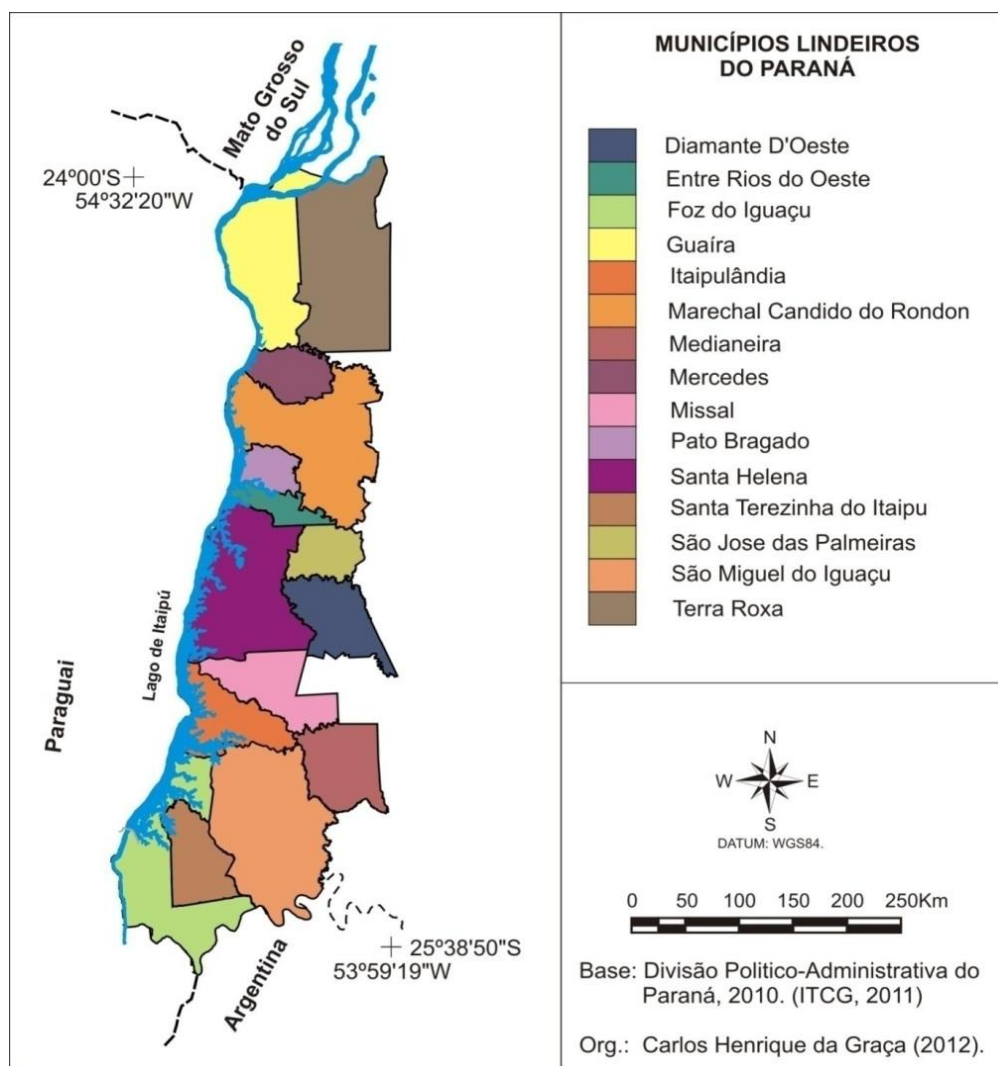 Mato Grosso
do Sul
24º00'S
54º32'20"W
Lago de Itaipú
Paraguai
Argentina
25º38'50"S
53º59'19"W
MUNICÍPIOS LINDEIROS
DO PARANÁ
Diamante D'Oeste
Entre Rios do Oeste
Foz do Iguaçu
Guaíra
Itaipulândia
Marechal Candido do Rondon
Medianeira
Mercedes
Missal
Pato Bragado
Santa Helena
Santa Terezinha do Itaipu
São Jose das Palmeiras
São Miguel do Iguaçu
Terra Roxa
N
W E
S
DATUM: WGS84.
0 50 100 150 200 250Km
Base: Divisão Politico-Administrativa do
Paraná, 2010. (ITCG, 2011)
Org.: Carlos Henrique da Graça (2012).